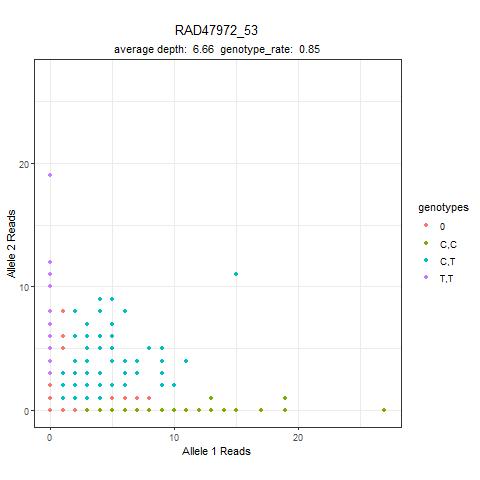 RAD47972_53
average depth: 6.66 genotype_rate: 0.85
20
10
0
Allele 2 Reads
0 10 20
Allele 1 Reads
genotypes
0
C,C
C,T
T,T